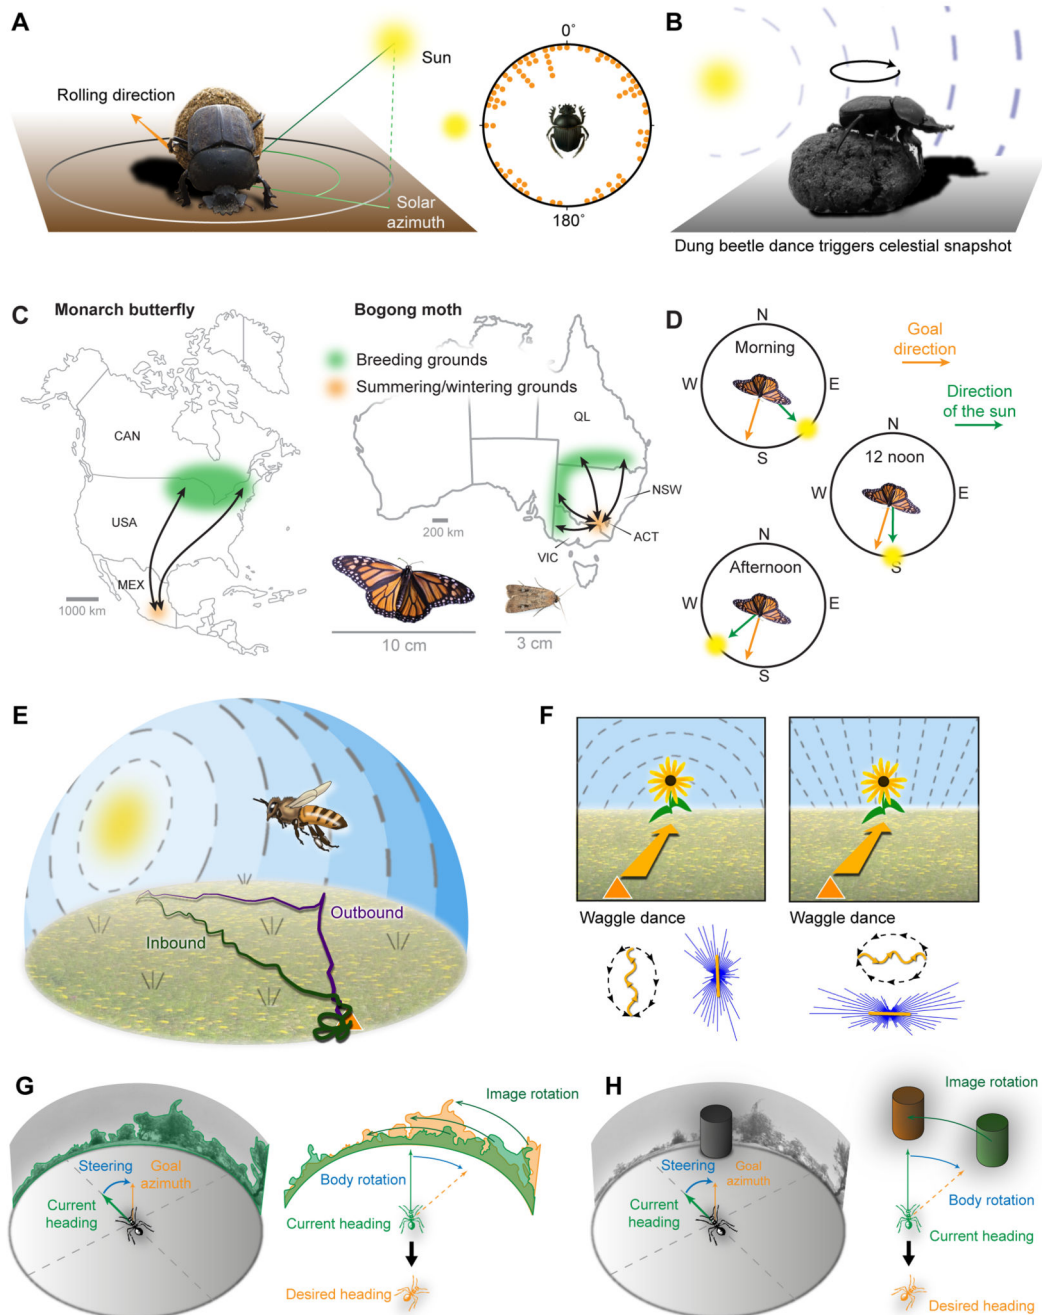 A
Sun
Rolling direction
Solar
azimuth
0°
180°
B
Dung beetle dance triggers celestial snapshot
C
Monarch butterfly
Bogong moth
Breeding grounds
Summering/wintering grounds
CAN
USA
MEX
1000 km
QL
NSW
ACT
VIC
200 km
10 cm
3 cm
D
N
Morning
W
E
S
Goal
direction
Direction
of the sun
N
12 noon
W
E
S
Afternoon
W
E
S
E
Outbound
Inbound
F
Waggle dance
Waggle dance
G
Steering
Goal
azimuth
Current
heading
Image rotation
Body rotation
Current heading
Desired heading
H
Steering
Goal
azimuth
Current
heading
Image rotation
Body rotation
Current heading
Desired heading